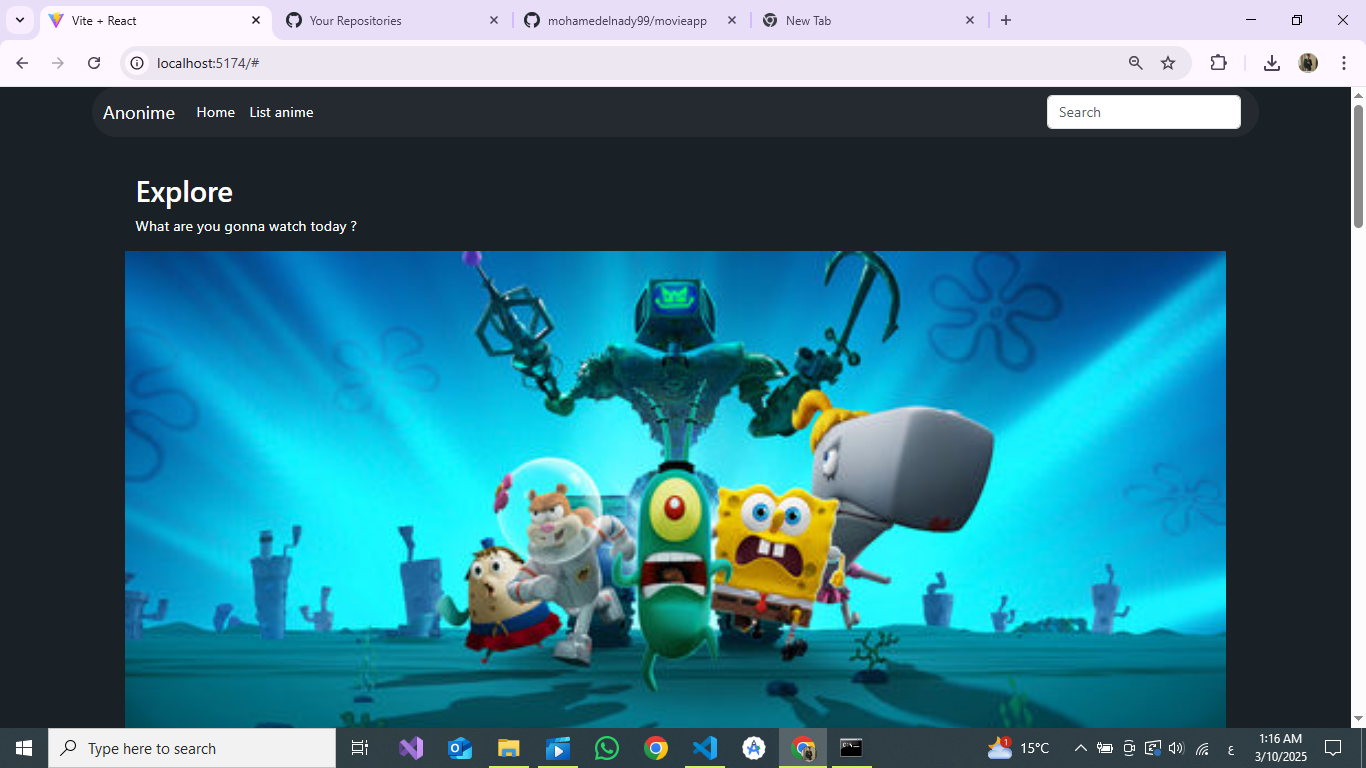 Vite + React
Your Repositories
mohamedelnady99/movieapp
New Tab
localhost:5174/#
Anonime
Home
List anime
Search
Explore
What are you gonna watch today ?
Type here to search
1
15°C
ع
1:16 AM
3/10/2025